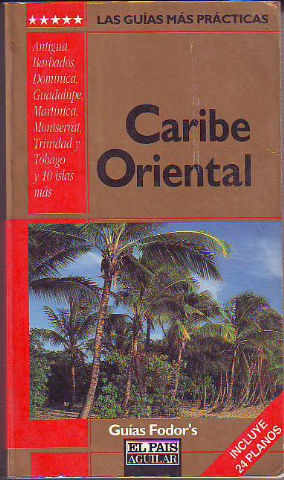 ★★★★★ LAS GUÍAS MÁS PRÁCTICAS
Antigua,
Barbados,
Dominica,
Guadalupe,
Martinica,
Montserrat,
Trinidad y
Tobago
y 10 islas
más
Caribe
Oriental
Guías Fodor's
EL PAIS
AGUILAR
INCLUYE
24 PLANOS